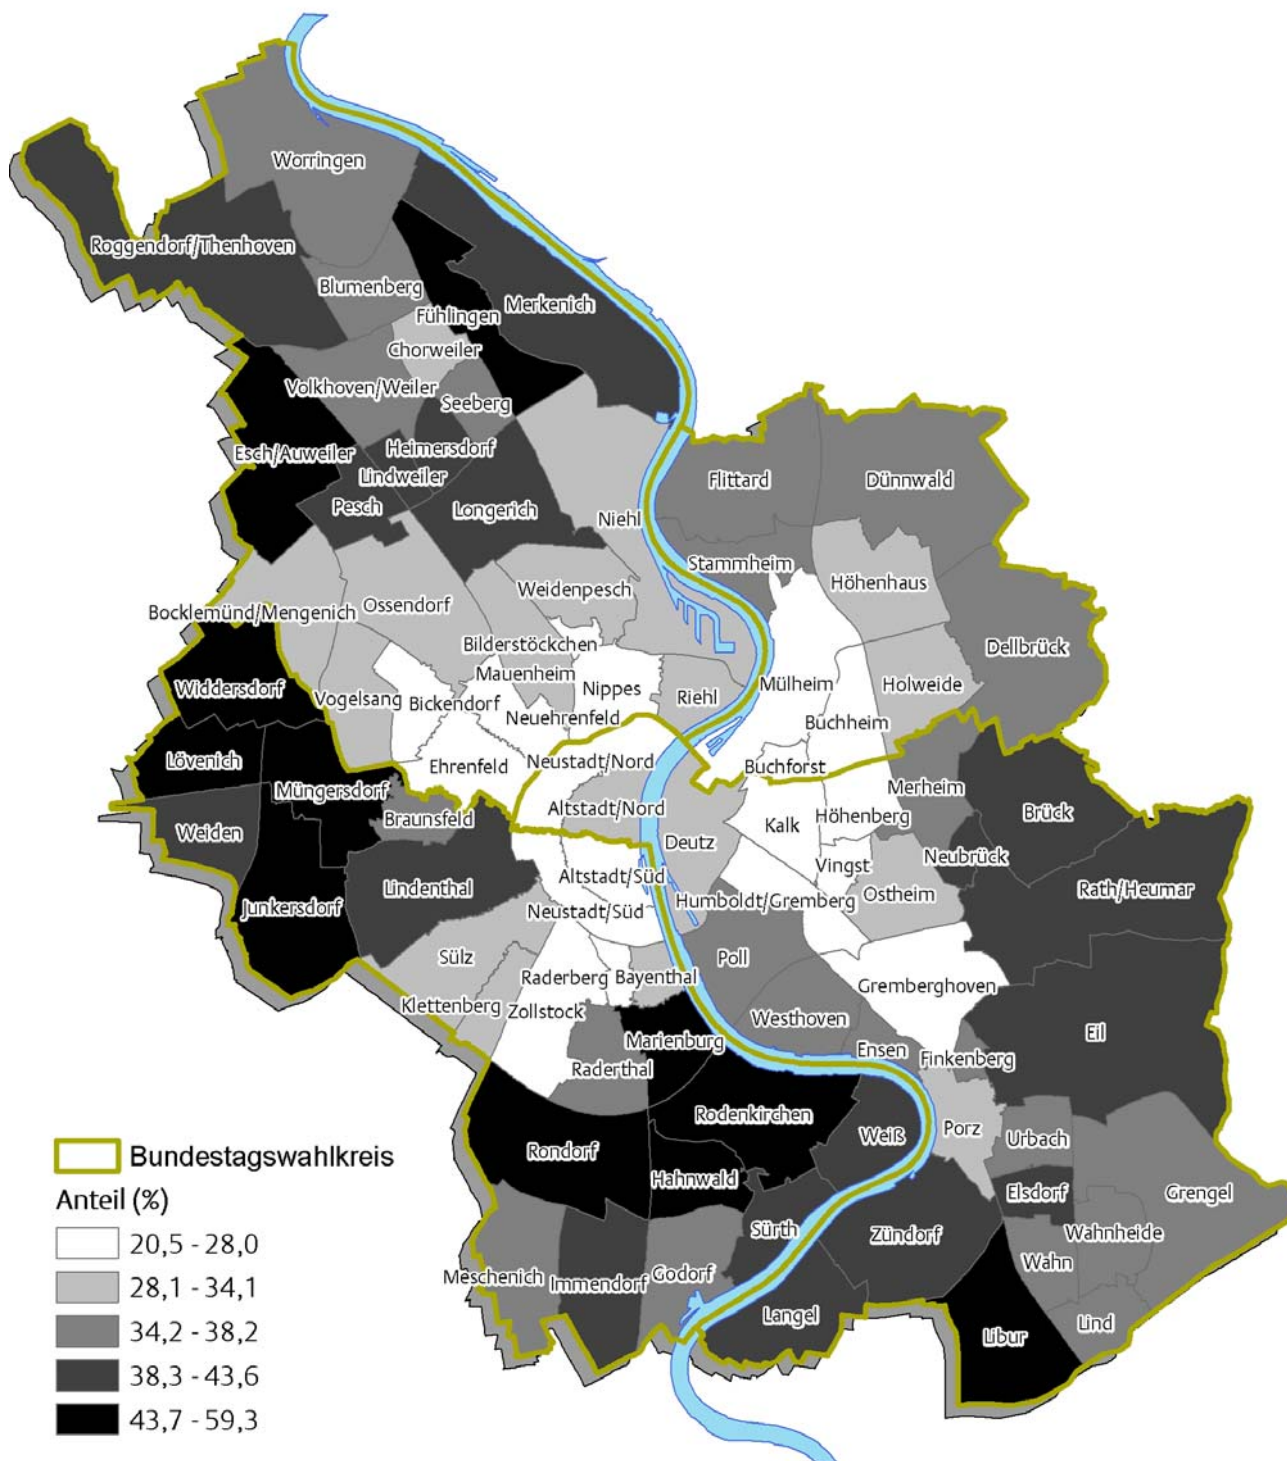 Worringen
Roggendorf/Thenhoven
Blumenberg
Fühlingen
Merkenich
Chorweiler
Volkhoven/Weiler
Seeberg
Heimersdorf
Esch/Auweiler
Lindweiler
Pesch
Longerich
Niehl
Flittard
Dünnwald
Stammheim
Höhenhaus
Weidenpesch
Ossendorf
Bocklemünd/Mengenich
Bilderstöckchen
Dellbrück
Mauenheim
Nippes
Riehl
Mülheim
Holweide
Widdersdorf
Vogelsang
Bickendorf
Neuehrenfeld
Buchheim
Lövenich
Ehrenfeld
Neustadt/Nord
Buchforst
Müngersdorf
Merheim
Braunsfeld
Altstadt/Nord
Weiden
Deutz
Kalk
Höhenberg
Brück
Neubrück
Vingst
Lindenthal
Altstadt/Süd
Rath/Heumar
Ostheim
Junkersdorf
Neustadt/Süd
Humboldt/Gremberg
Sülz
Poll
Raderberg
Bayenthal
Gremberghoven
Klettenberg
Zollstock
Westhoven
Eil
Marienburg
Ensen
Finkenberg
Raderthal
Rodenkirchen
Weiß
Porz
Urbach
Rondorf
Hahnwald
Elsdorf
Grengel
Sürth
Zündorf
Wahnheide
Wahn
Meschenich
Immendorf
Godorf
Langel
Libur
Lind
Bundestagswahlkreis
Anteil (%)
20,5 - 28,0
28,1 - 34,1
34,2 - 38,2
38,3 - 43,6
43,7 - 59,3